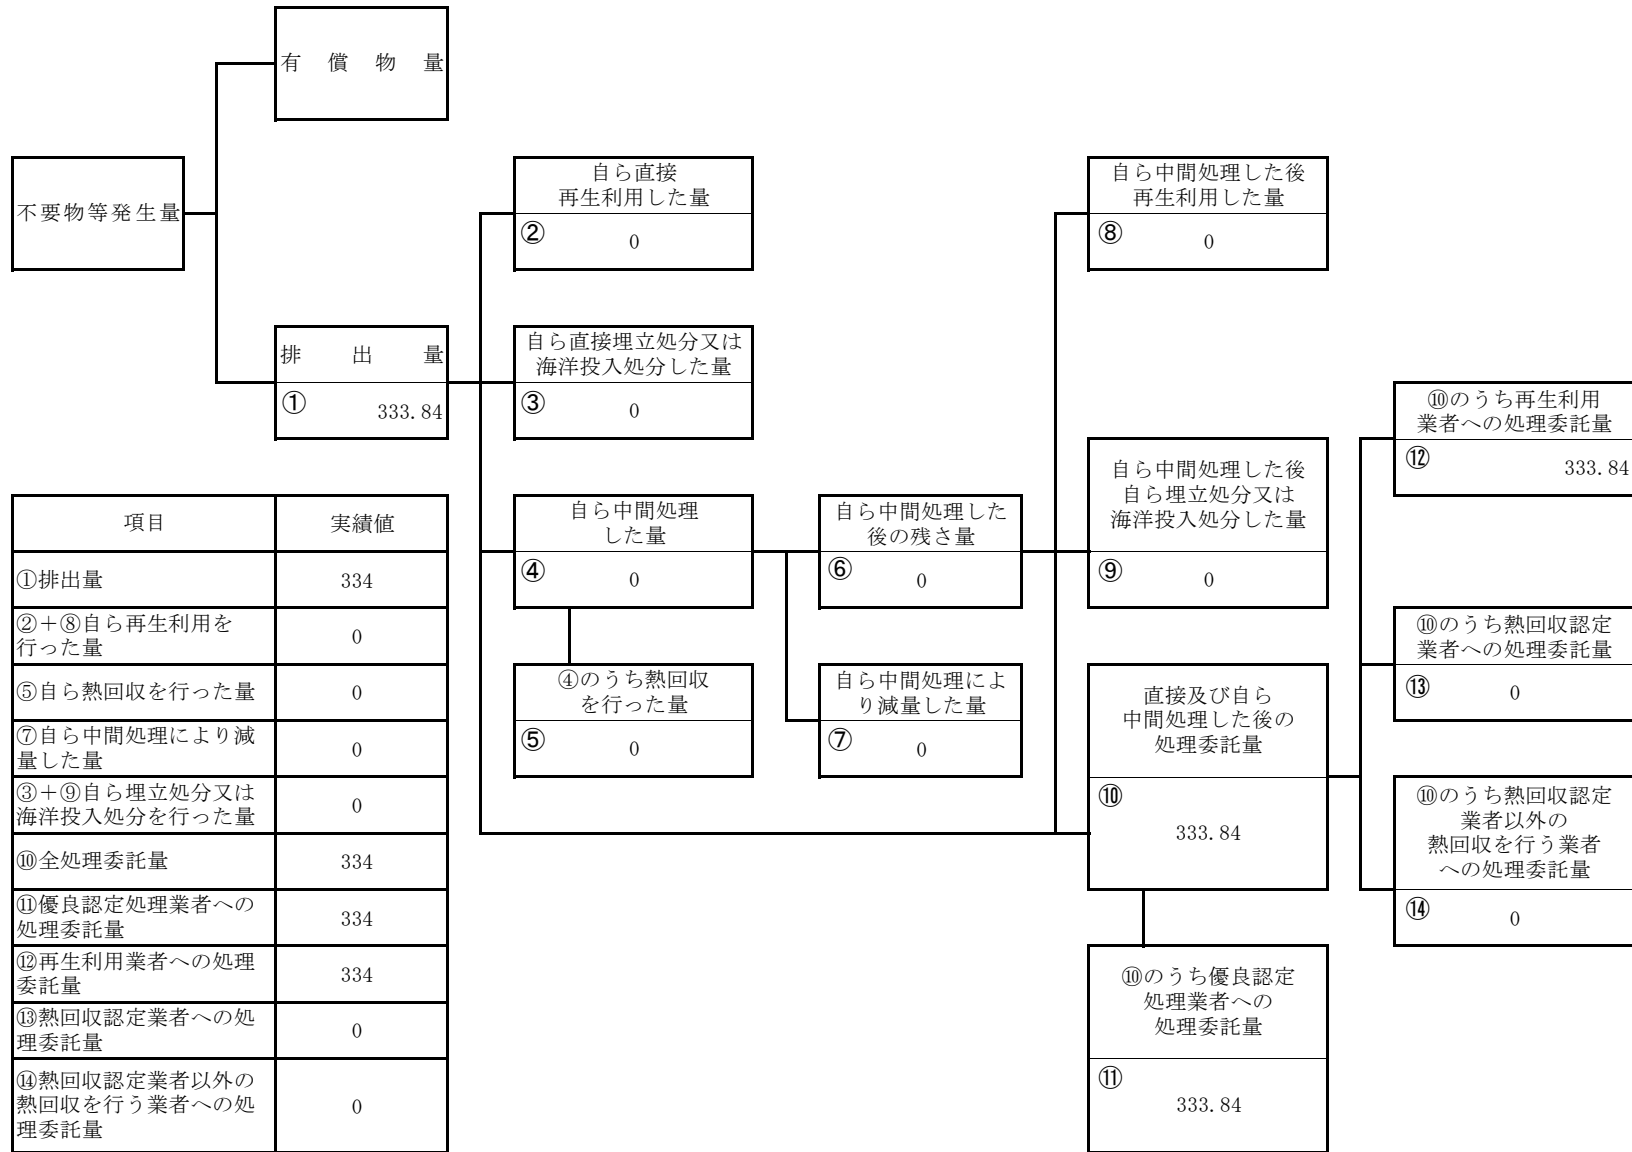 有償物量
不要物等発生量
排出量
① 333.84
自ら直接
再生利用した量
② 0
自ら直接埋立処分又は
海洋投入処分した量
③ 0
自ら中間処理
した量
④ 0
④のうち熱回収
を行った量
⑤ 0
自ら中間処理した
後の残さ量
⑥ 0
自ら中間処理によ
り減量した量
⑦ 0
自ら中間処理した後
再生利用した量
⑧ 0
自ら中間処理した後
自ら埋立処分又は
海洋投入処分した量
⑨ 0
直接及び自ら
中間処理した後の
処理委託量
⑩
333.84
⑩のうち優良認定
処理業者への
処理委託量
⑪
333.84
⑩のうち再生利用
業者への処理委託量
⑫ 333.84
⑩のうち熱回収認定
業者への処理委託量
⑬ 0
⑩のうち熱回収認定
業者以外の
熱回収を行う業者
への処理委託量
⑭ 0
項目 実績値
①排出量 334
②+⑧自ら再生利用を
行った量 0
⑤自ら熱回収を行った量 0
⑦自ら中間処理により減
量した量 0
③+⑨自ら埋立処分又は
海洋投入処分を行った量 0
⑩全処理委託量 334
⑪優良認定処理業者への
処理委託量 334
⑫再生利用業者への処理
委託量 334
⑬熱回収認定業者への処
理委託量 0
⑭熱回収認定業者以外の
熱回収を行う業者への処
理委託量 0